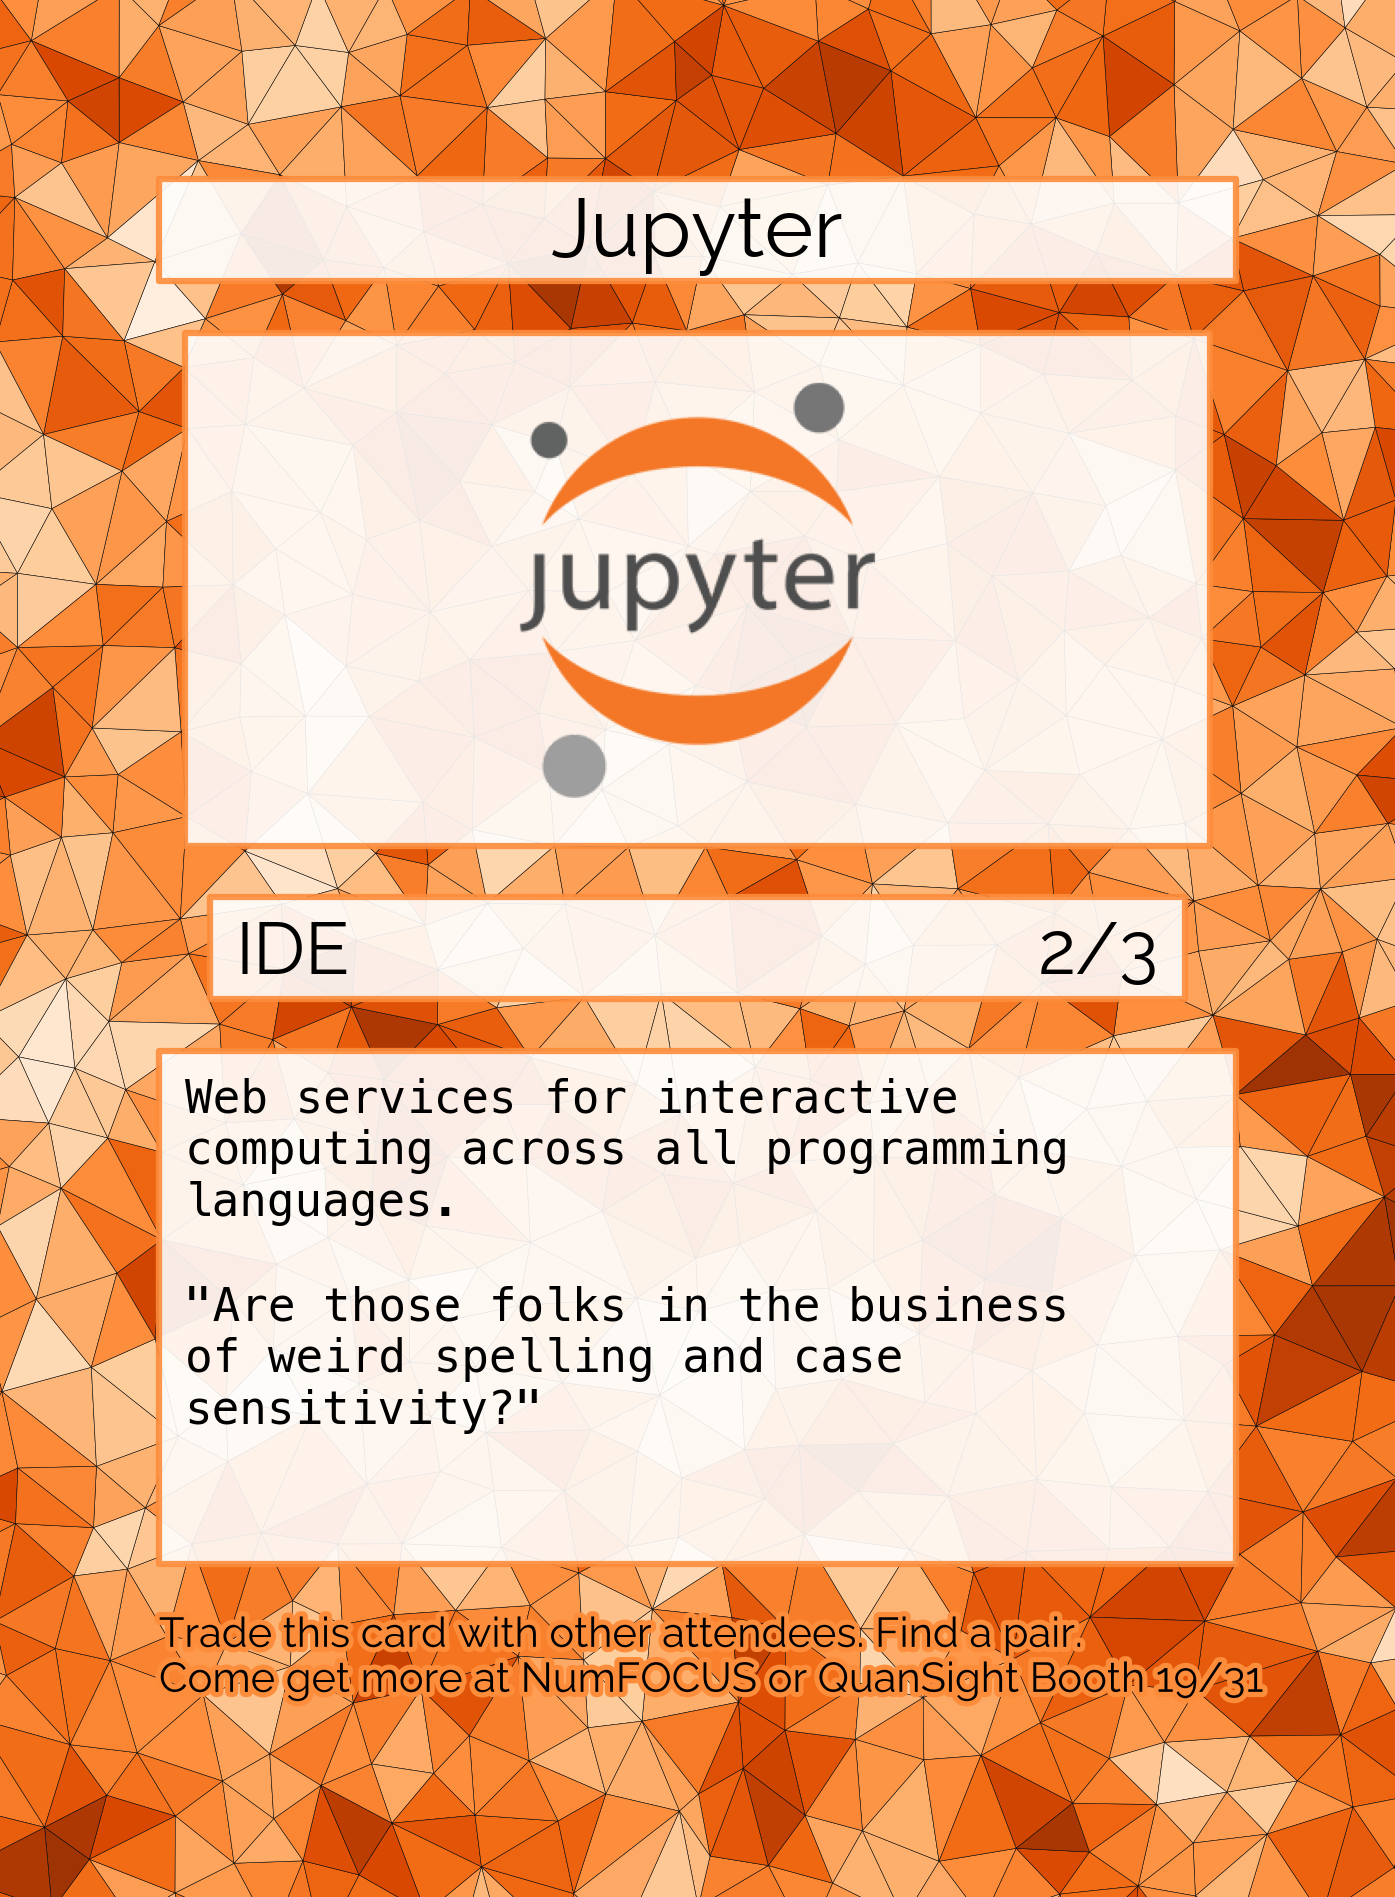 Jupyter
jupyter
IDE 2/3
Web services for interactive
computing across all programming
languages.
"Are those folks in the business
of weird spelling and case
sensitivity?"
Trade this card with other attendees. Find a pair.
Come get more at NumFOCUS or QuanSight Booth 19/31